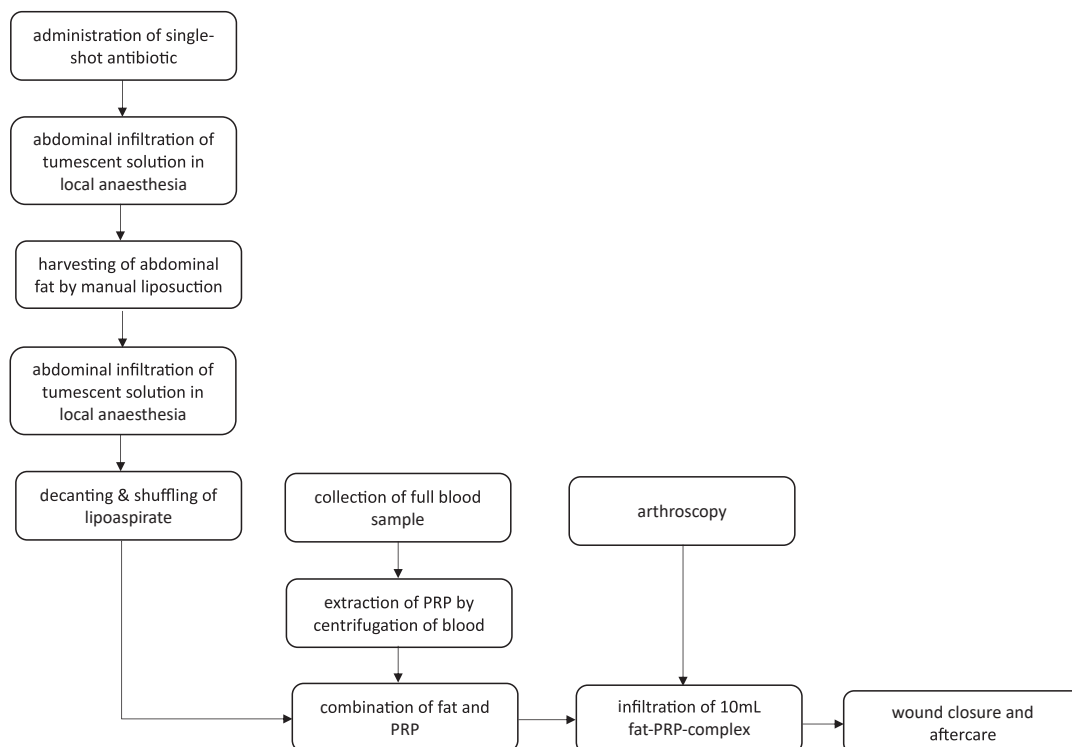 administration of single-
shot antibiotic
abdominal infiltration of
tumescent solution in
local anaesthesia
harvesting of abdominal
fat by manual liposuction
abdominal infiltration of
tumescent solution in
local anaesthesia
decanting & shuffling of
lipoaspirate
collection of full blood
sample
extraction of PRP by
centrifugation of blood
combination of fat and
PRP
arthroscopy
infiltration of 10mL
fat-PRP-complex
wound closure and
aftercare